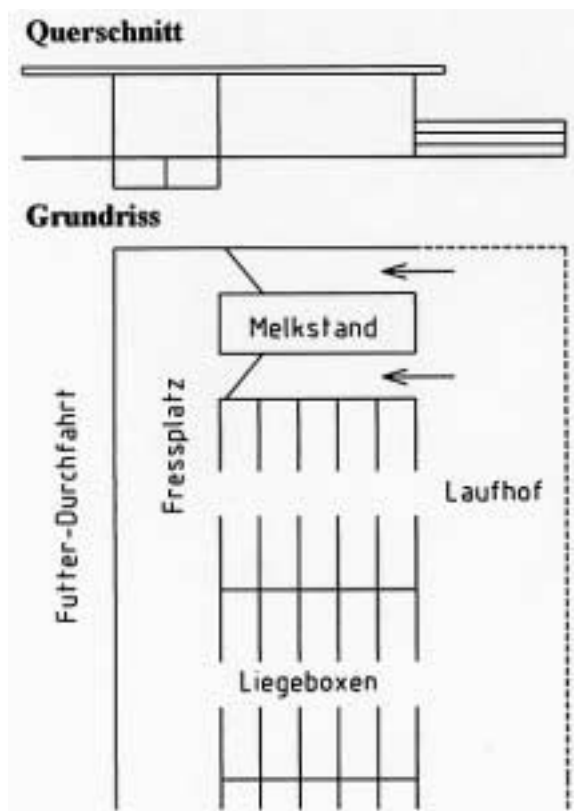 Querschnitt
Grundriss
Melkstand
Futter-Durchfahrt
Fressplatz
Laufhof
Liegeboxen